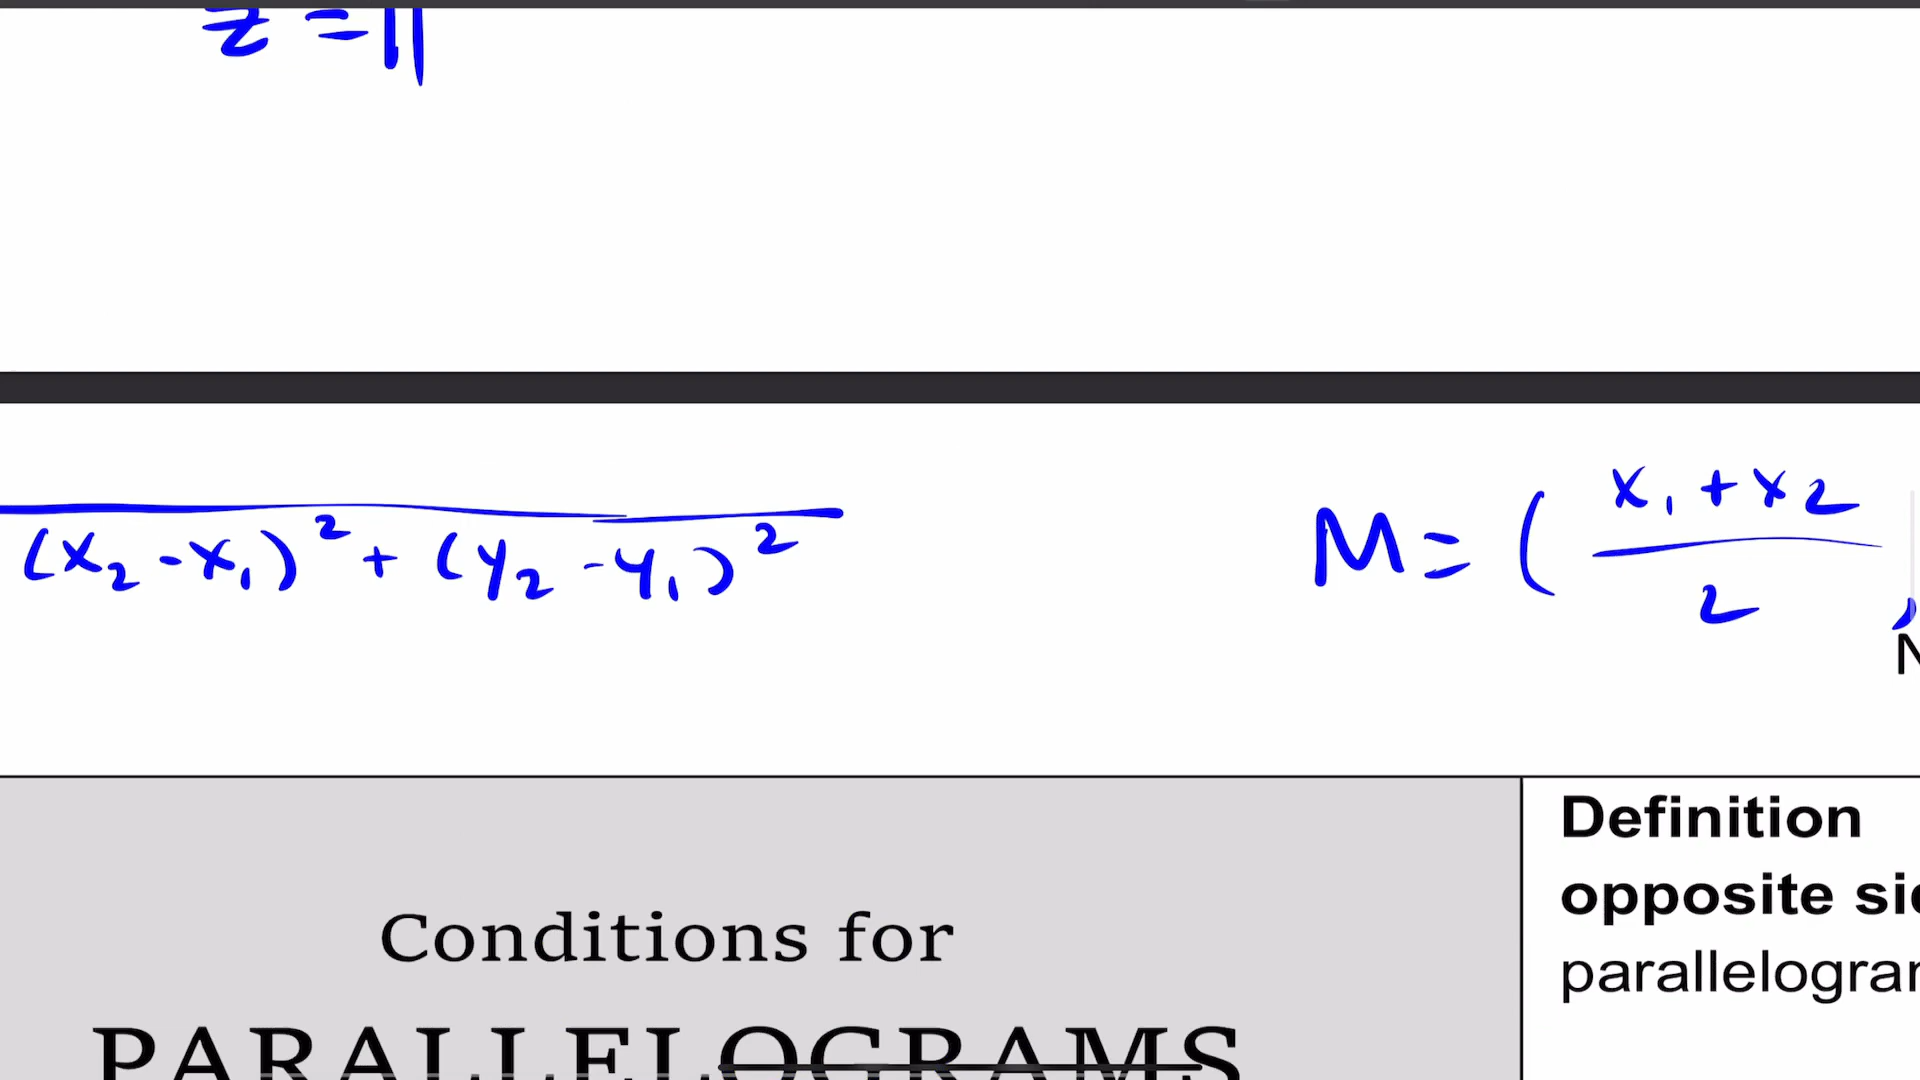 z = 11
(x₂ - x₁)² + (y₂ - y₁)²
M = ( x₁ + x₂ / 2 ,
N
Conditions for
PARALLELOGRAMS
Definition
opposite si
parallelogra